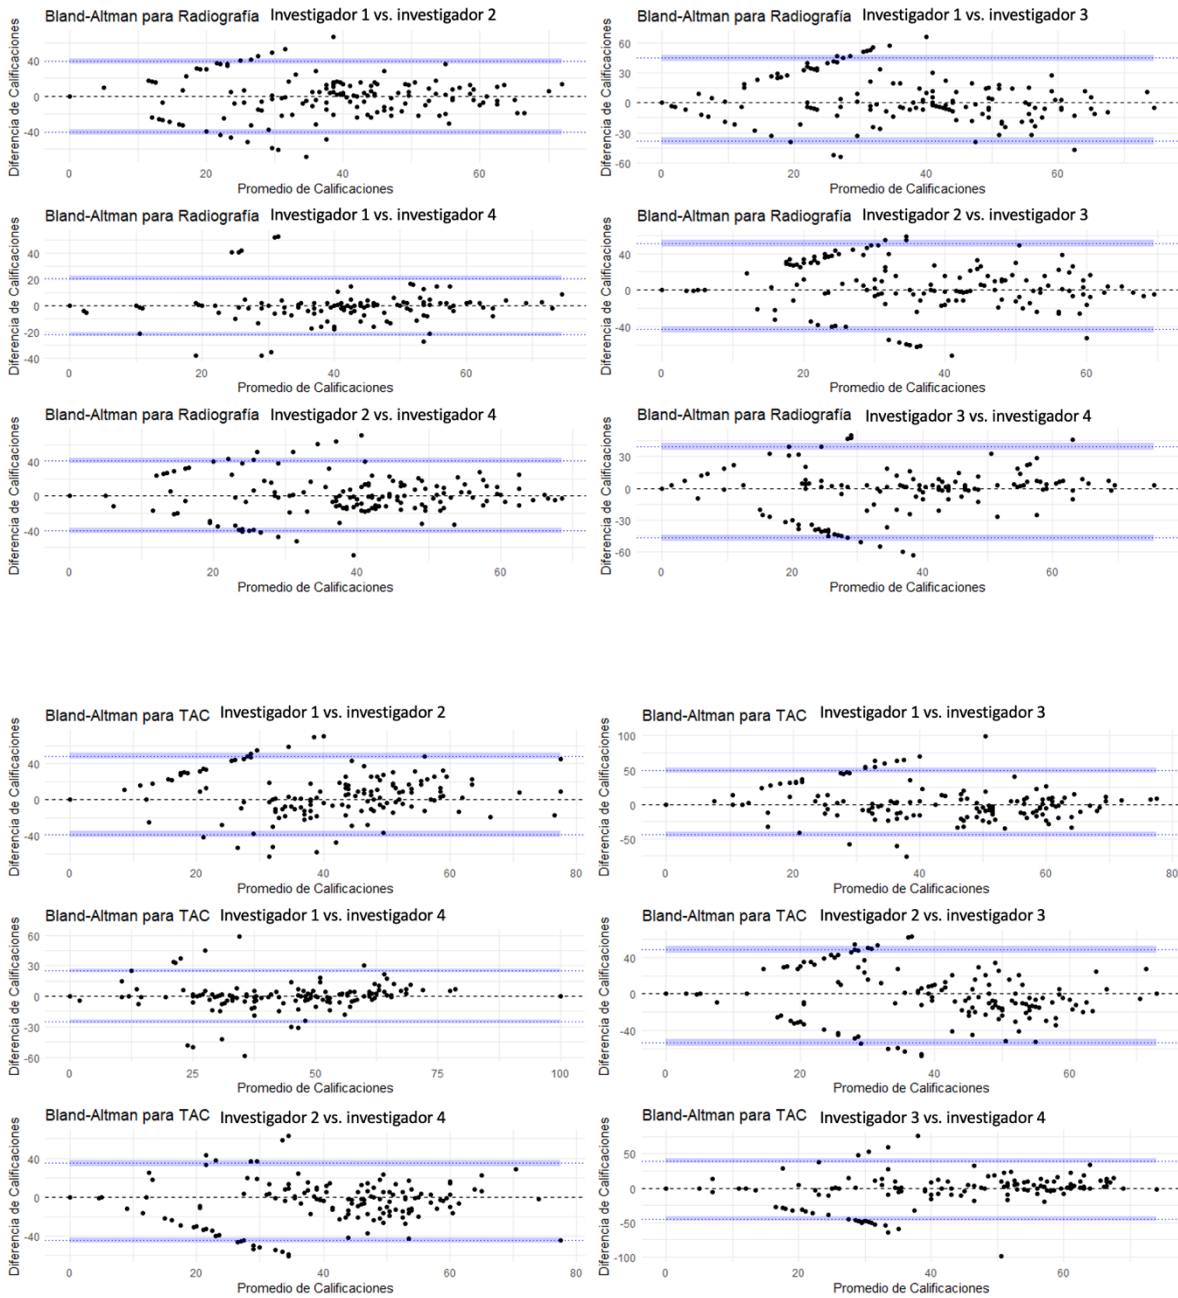 Bland-Altman para Radiografía Investigador 1 vs. investigador 2
Diferencia de Calificaciones
40
0
-40
0 20 40 60
Promedio de Calificaciones
Bland-Altman para Radiografía Investigador 1 vs. investigador 3
Diferencia de Calificaciones
60
30
0
-30
-60
0 20 40 60
Promedio de Calificaciones
Bland-Altman para Radiografía Investigador 1 vs. investigador 4
Diferencia de Calificaciones
40
20
0
-20
-40
0 20 40 60
Promedio de Calificaciones
Bland-Altman para Radiografía Investigador 2 vs. investigador 3
Diferencia de Calificaciones
40
0
-40
0 20 40 60
Promedio de Calificaciones
Bland-Altman para Radiografía Investigador 2 vs. investigador 4
Diferencia de Calificaciones
40
0
-40
0 20 40 60
Promedio de Calificaciones
Bland-Altman para Radiografía Investigador 3 vs. investigador 4
Diferencia de Calificaciones
30
0
-30
-60
0 20 40 60
Promedio de Calificaciones
Bland-Altman para TAC Investigador 1 vs. investigador 2
Diferencia de Calificaciones
40
0
-40
0 20 40 60 80
Promedio de Calificaciones
Bland-Altman para TAC Investigador 1 vs. investigador 3
Diferencia de Calificaciones
100
50
0
-50
0 20 40 60 80
Promedio de Calificaciones
Bland-Altman para TAC Investigador 1 vs. investigador 4
Diferencia de Calificaciones
60
30
0
-30
-60
0 25 50 75 100
Promedio de Calificaciones
Bland-Altman para TAC Investigador 2 vs. investigador 3
Diferencia de Calificaciones
40
0
-40
0 20 40 60
Promedio de Calificaciones
Bland-Altman para TAC Investigador 2 vs. investigador 4
Diferencia de Calificaciones
40
0
-40
0 20 40 60 80
Promedio de Calificaciones
Bland-Altman para TAC Investigador 3 vs. investigador 4
Diferencia de Calificaciones
50
0
-50
-100
0 20 40 60
Promedio de Calificaciones